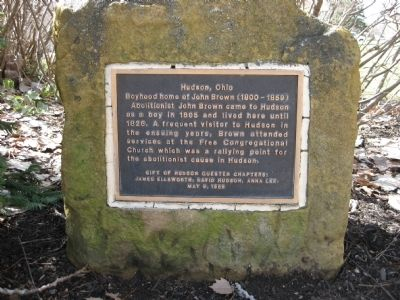 Hudson, Ohio
Boyhood home of John Brown (1800-1859)
Abolitionist John Brown came to Hudson
as a boy in 1805 and lived here until
1826. A frequent visitor to Hudson in
the ensuing years, Brown attended
services at the Free Congregational
Church which was a rallying point for
the abolitionist cause in Hudson.
GIFT OF HUDSON QUESTER CHAPTERS:
JAMES ELLSWORTH; DAVID HUDSON; ANNA LEE.
MAY 9,